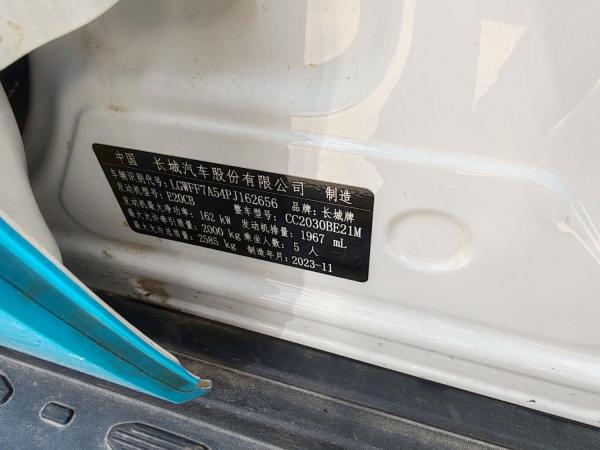 中国 长城汽车股份有限公司 制造
车辆识别代号: LGWFF7A54PJ162656 品牌: 长城牌
发动机型号: E20CB 整车型号: CC2030BE21M
发动机最大净功率: 162 kW 发动机排量: 1967 mL
最大允许牵引质量: 2000 kg 乘坐人数: 5 人
最大允许总质量: 2585 kg 制造年月: 2023-11